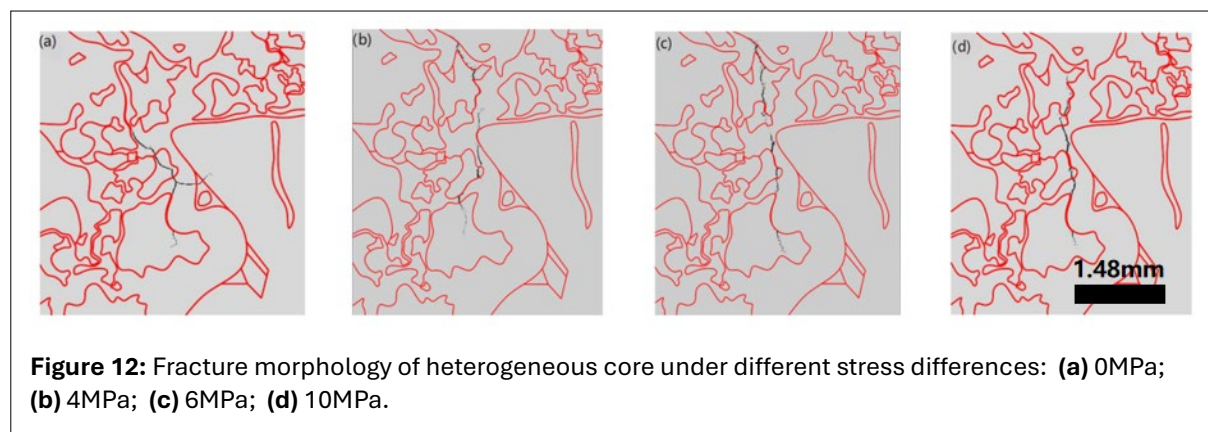 (a)
(b)
(c)
(d)
1.48mm
Figure 12: Fracture morphology of heterogeneous core under different stress differences: (a) 0MPa;
(b) 4MPa; (c) 6MPa; (d) 10MPa.